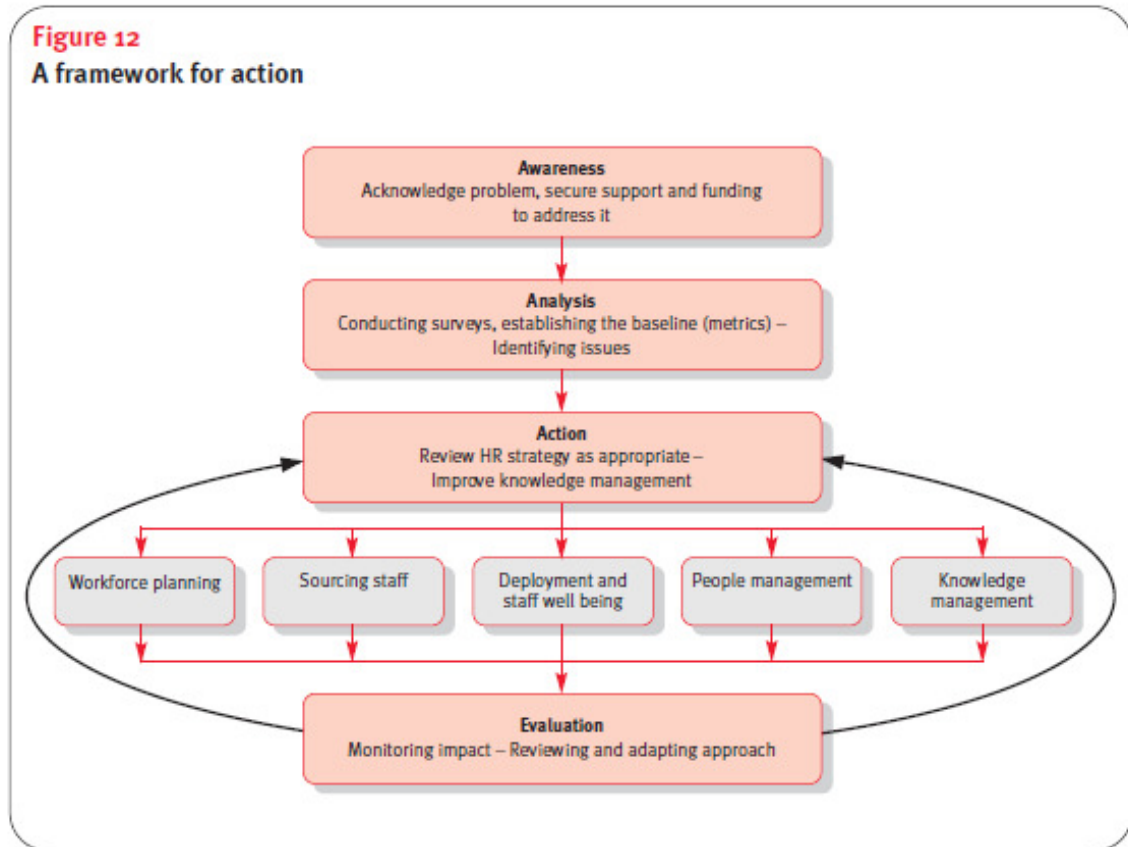 Figure 12
A framework for action
Awareness
Acknowledge problem, secure support and funding
to address it
Analysis
Conducting surveys, establishing the baseline (metrics) –
Identifying issues
Action
Review HR strategy as appropriate –
Improve knowledge management
Workforce planning
Sourcing staff
Deployment and
staff well being
People management
Knowledge
management
Evaluation
Monitoring impact – Reviewing and adapting approach